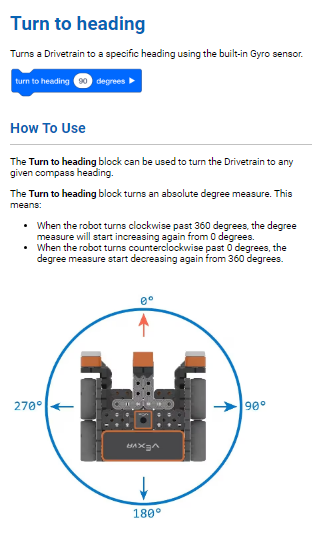 Turn to heading
Turns a Drivetrain to a specific heading using the built-in Gyro sensor.
turn to heading 90 degrees ▶
How To Use
The Turn to heading block can be used to turn the Drivetrain to any
given compass heading.
The Turn to heading block turns an absolute degree measure. This
means:
• When the robot turns clockwise past 360 degrees, the degree
measure will start increasing again from 0 degrees.
• When the robot turns counterclockwise past 0 degrees, the
degree measure start decreasing again from 360 degrees.
0°
270°
90°
VEXVR
180°